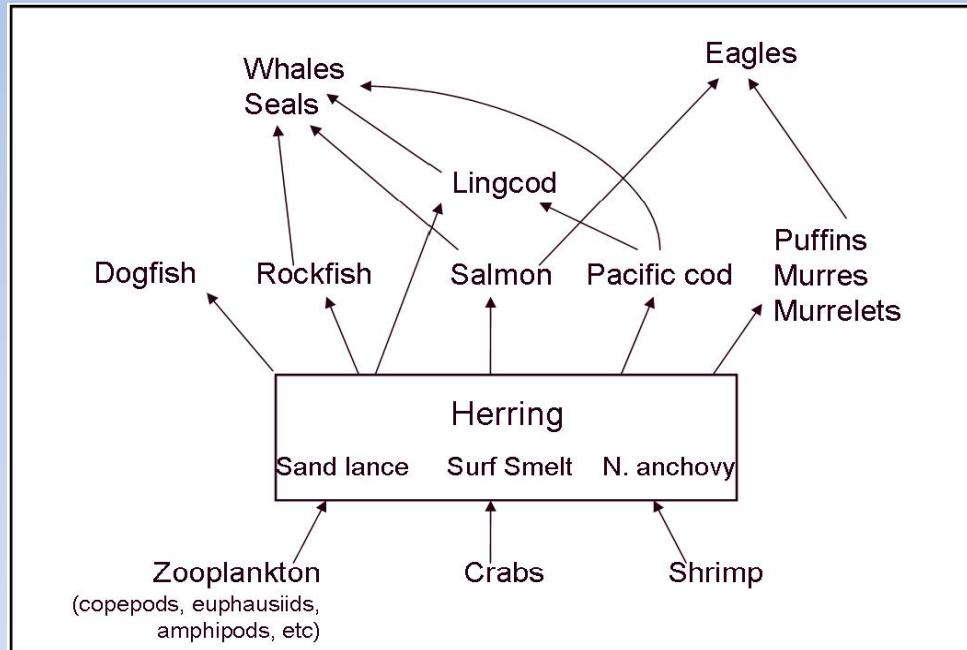 Whales
Seals
Eagles
Lingcod
Dogfish
Rockfish
Salmon
Pacific cod
Puffins
Murres
Murrelets
Herring
Sand lance
Surf Smelt
N. anchovy
Zooplankton
(copepods, euphausiids,
amphipods, etc)
Crabs
Shrimp